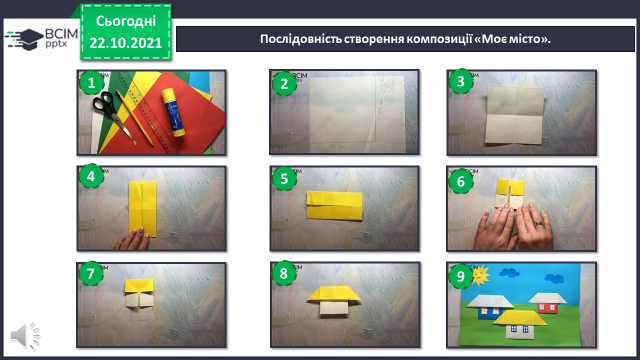 BCIM
pptx
Сьогодні
22.10.2021
Послідовність створення композиції «Моє місто».
1
2
3
4
5
6
7
8
9